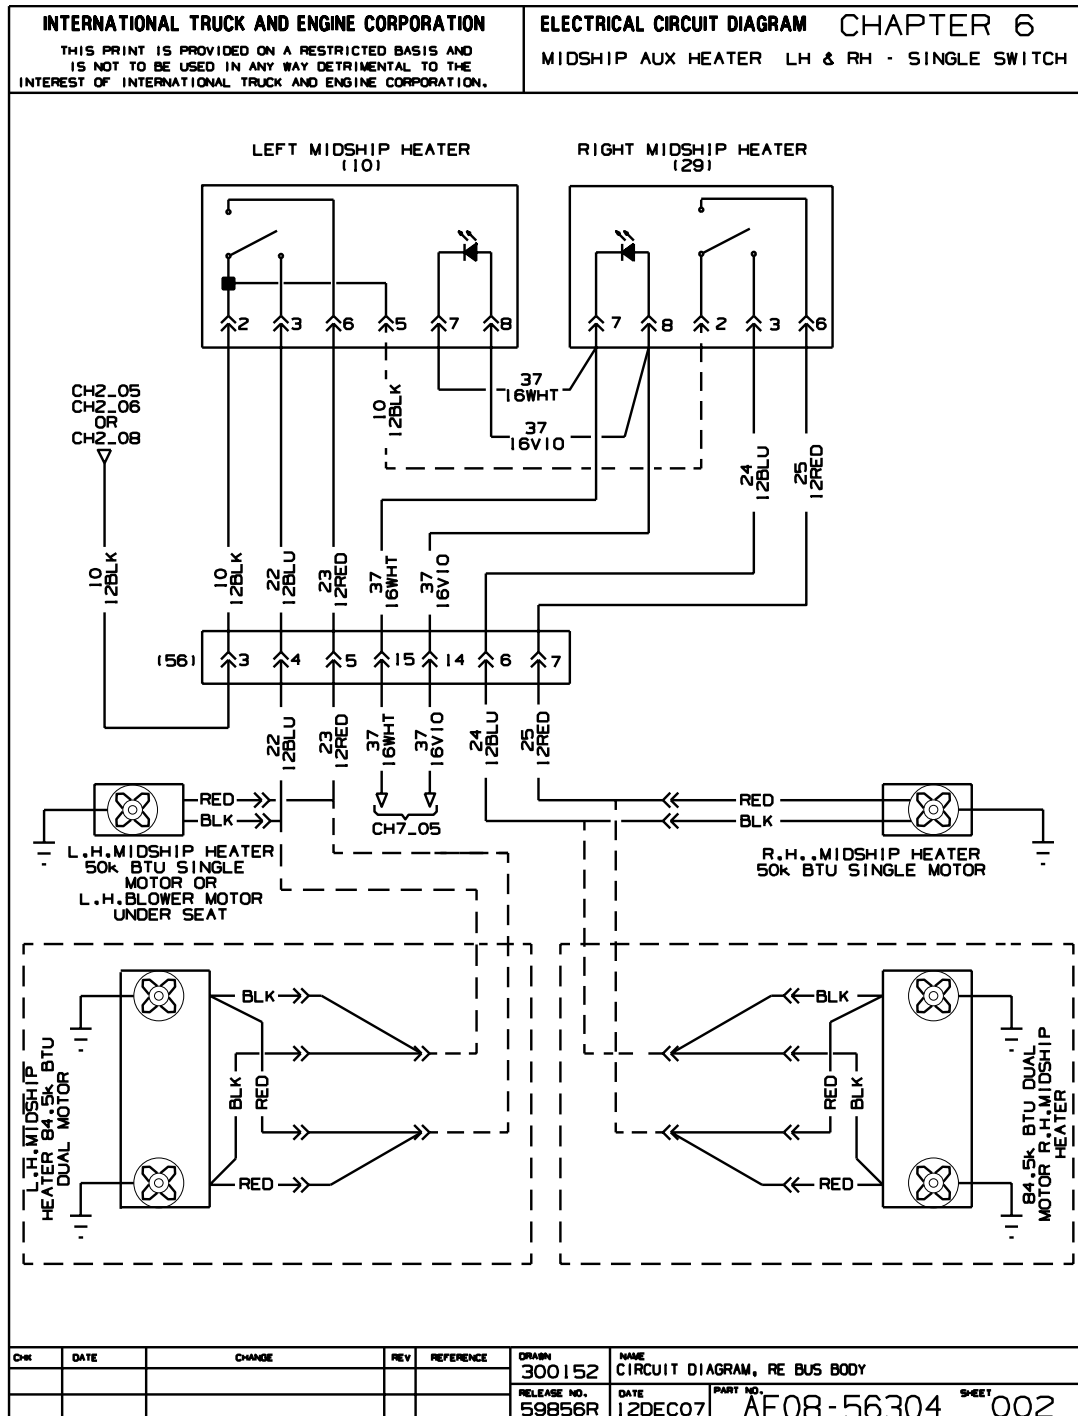 INTERNATIONAL TRUCK AND ENGINE CORPORATION
THIS PRINT IS PROVIDED ON A RESTRICTED BASIS AND
IS NOT TO BE USED IN ANY WAY DETRIMENTAL TO THE
INTEREST OF INTERNATIONAL TRUCK AND ENGINE CORPORATION.
ELECTRICAL CIRCUIT DIAGRAM CHAPTER 6
MIDSHIP AUX HEATER LH & RH - SINGLE SWITCH
LEFT MIDSHIP HEATER
(10)
RIGHT MIDSHIP HEATER
(29)
2 3 6 5 7 8
7 8 2 3 6
CH2_05
CH2_06
OR
CH2_08
10
12BLK
37
16WHT
37
16VIO
24
12BLU
25
12RED
10
12BLK
10
12BLK
22
12BLU
23
12RED
37
16WHT
37
16VIO
(56)
3 4 5 15 14 6 7
22
12BLU
23
12RED
37
16WHT
37
16VIO
24
12BLU
25
12RED
RED
BLK
CH7_05
RED
BLK
L.H.MIDSHIP HEATER
50k BTU SINGLE
MOTOR OR
L.H.BLOWER MOTOR
UNDER SEAT
R.H..MIDSHIP HEATER
50k BTU SINGLE MOTOR
L.H.MIDSHIP
HEATER 84.5k BTU
DUAL MOTOR
BLK
BLK
RED
RED
BLK
RED
BLK
RED
84.5k BTU DUAL
MOTOR R.H.MIDSHIP
HEATER
CHK DATE CHANGE REV REFERENCE
DRAWN
300152
NAME
CIRCUIT DIAGRAM, RE BUS BODY
RELEASE NO.
59856R
DATE
12DEC07
PART NO.
AE08-56304
SHEET
002